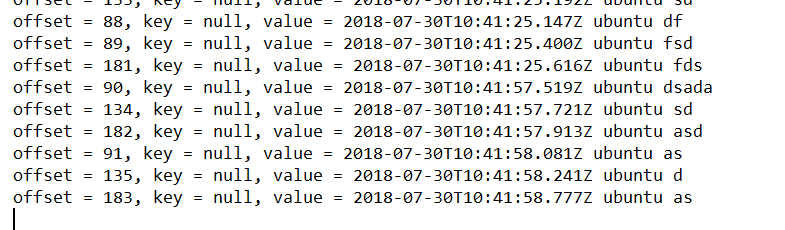 offset = 133, key = null, value = 2018-07-30T10:41:25.192Z ubuntu sd
offset = 88, key = null, value = 2018-07-30T10:41:25.147Z ubuntu df
offset = 89, key = null, value = 2018-07-30T10:41:25.400Z ubuntu fsd
offset = 181, key = null, value = 2018-07-30T10:41:25.616Z ubuntu fds
offset = 90, key = null, value = 2018-07-30T10:41:57.519Z ubuntu dsada
offset = 134, key = null, value = 2018-07-30T10:41:57.721Z ubuntu sd
offset = 182, key = null, value = 2018-07-30T10:41:57.913Z ubuntu asd
offset = 91, key = null, value = 2018-07-30T10:41:58.081Z ubuntu as
offset = 135, key = null, value = 2018-07-30T10:41:58.241Z ubuntu d
offset = 183, key = null, value = 2018-07-30T10:41:58.777Z ubuntu as